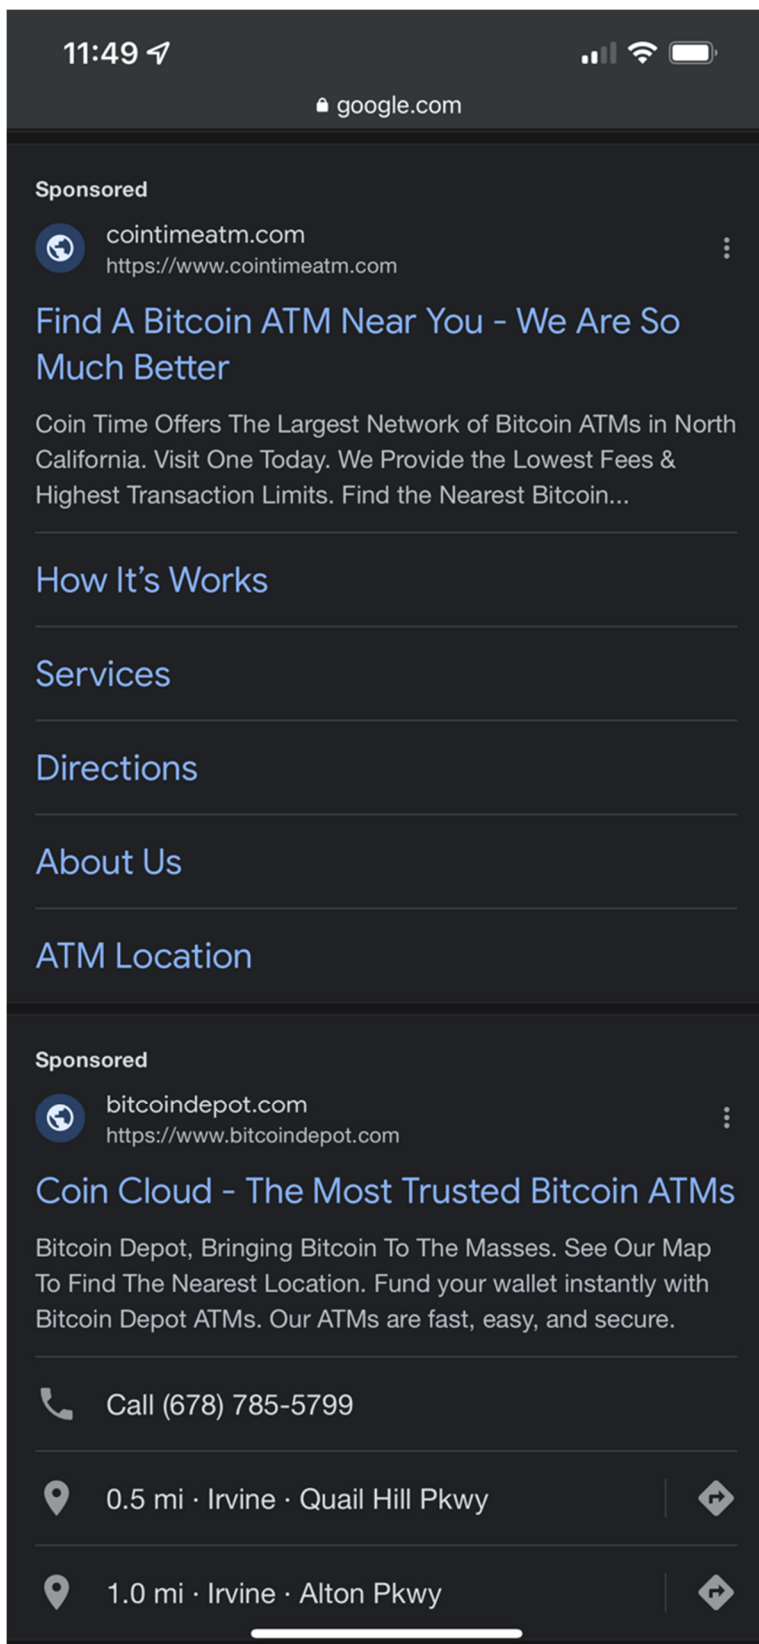 11:49
google.com
Sponsored
cointimeatm.com
https://www.cointimeatm.com
Find A Bitcoin ATM Near You - We Are So
Much Better
Coin Time Offers The Largest Network of Bitcoin ATMs in North
California. Visit One Today. We Provide the Lowest Fees &
Highest Transaction Limits. Find the Nearest Bitcoin...
How It’s Works
Services
Directions
About Us
ATM Location
Sponsored
bitcoindepot.com
https://www.bitcoindepot.com
Coin Cloud - The Most Trusted Bitcoin ATMs
Bitcoin Depot, Bringing Bitcoin To The Masses. See Our Map
To Find The Nearest Location. Fund your wallet instantly with
Bitcoin Depot ATMs. Our ATMs are fast, easy, and secure.
Call (678) 785-5799
0.5 mi · Irvine · Quail Hill Pkwy
1.0 mi · Irvine · Alton Pkwy